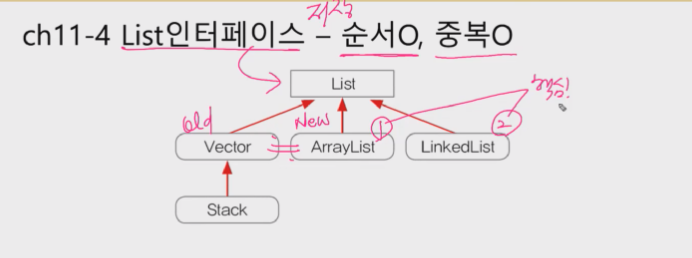 저장
ch11-4 List인터페이스 – 순서O, 중복O
List
핵심!
Old
New
①
②
Vector
ArrayList
LinkedList
Stack